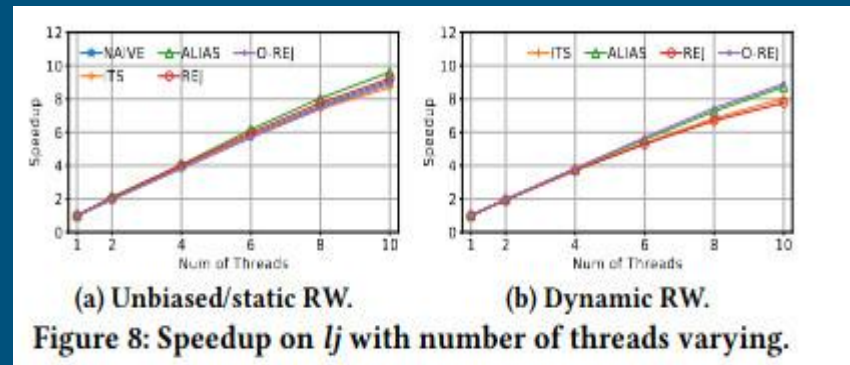 12
10
8
6
4
2
0
Speedup
NAIVE ALIAS O-REJ
ITS REJ
1 2 4 6 8 10
Num of Threads
(a) Unbiased/static RW.
12
10
8
6
4
2
0
Speedup
ITS ALIAS REJ O-REJ
1 2 4 6 8 10
Num of Threads
(b) Dynamic RW.
Figure 8: Speedup on lj with number of threads varying.